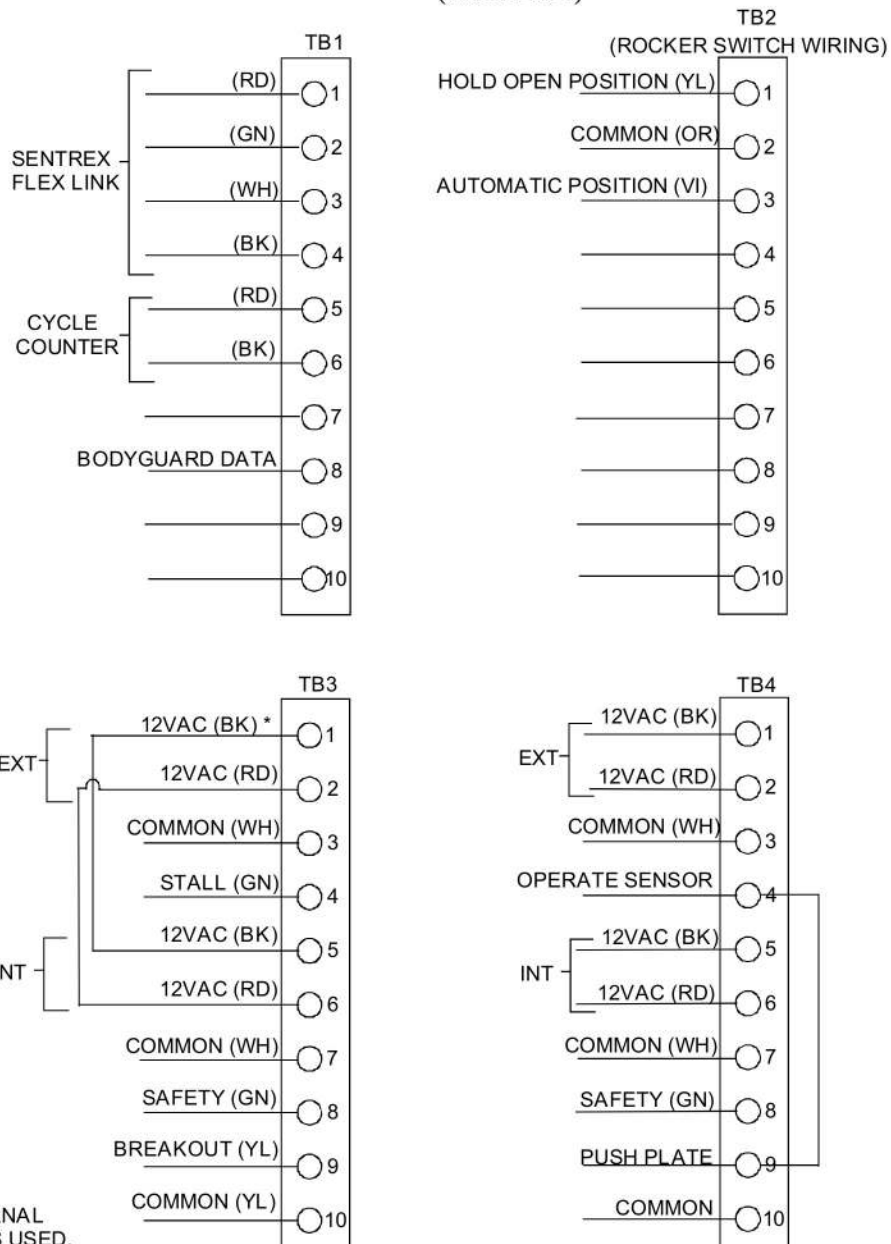 TB1
(RD)
1
(GN)
2
SENTREX
FLEX LINK
(WH)
3
(BK)
4
(RD)
5
CYCLE
COUNTER
(BK)
6
7
BODYGUARD DATA
8
9
10
TB2
(ROCKER SWITCH WIRING)
HOLD OPEN POSITION (YL)
1
COMMON (OR)
2
AUTOMATIC POSITION (VI)
3
4
5
6
7
8
9
10
TB3
12VAC (BK) *
1
EXT
12VAC (RD)
2
COMMON (WH)
3
STALL (GN)
4
12VAC (BK)
5
NT
12VAC (RD)
6
COMMON (WH)
7
SAFETY (GN)
8
BREAKOUT (YL)
9
COMMON (YL)
10
NAL
S USED.
TB4
12VAC (BK)
1
EXT
12VAC (RD)
2
COMMON (WH)
3
OPERATE SENSOR
4
12VAC (BK)
5
INT
12VAC (RD)
6
COMMON (WH)
7
SAFETY (GN)
8
PUSH PLATE
9
COMMON
10